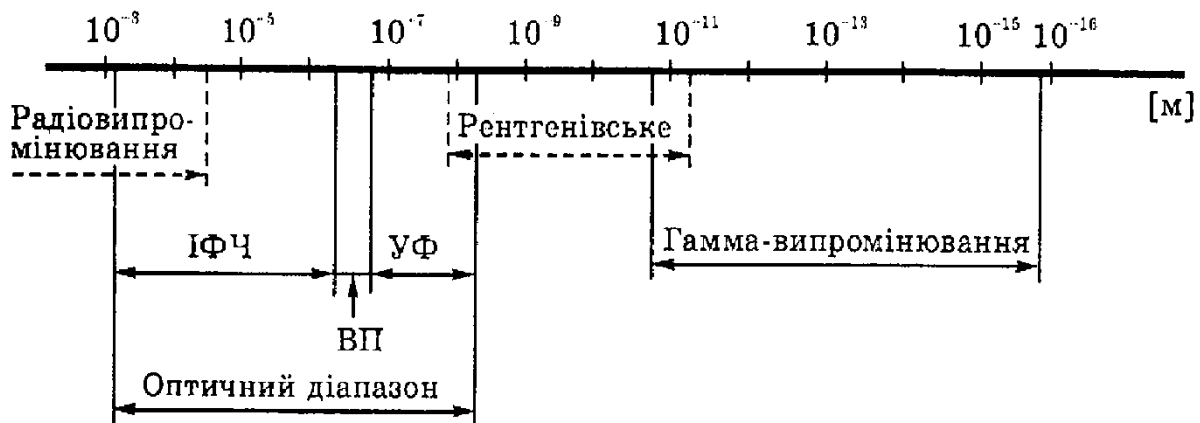 10⁻³ 10⁻⁵ 10⁻⁷ 10⁻⁹ 10⁻¹¹ 10⁻¹³ 10⁻¹⁵ 10⁻¹⁶
[м]
Радіовипро-
мінювання
Рентгенівське
ІФЧ УФ
Гамма-випромінювання
ВП
Оптичний діапазон